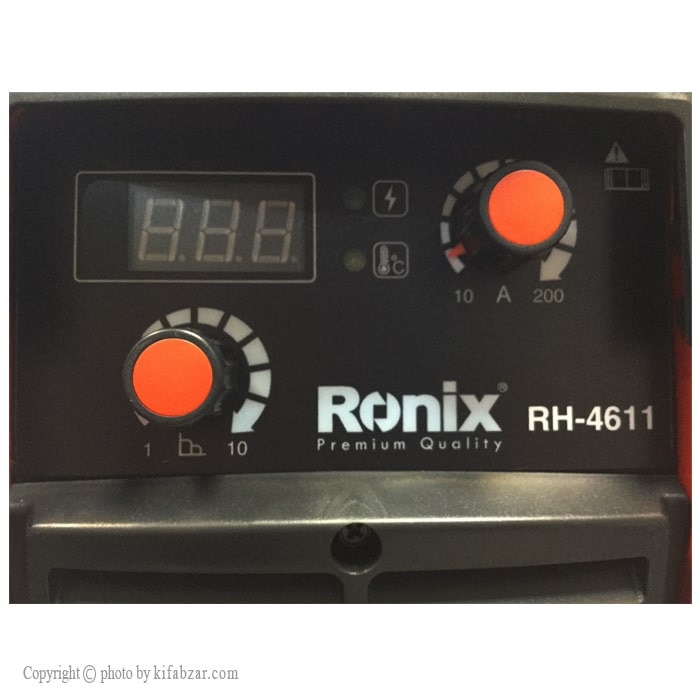 °C
10 A 200
1 10
Ronix®
Premium Quality
RH-4611
Copyright © photo by kifabzar.com